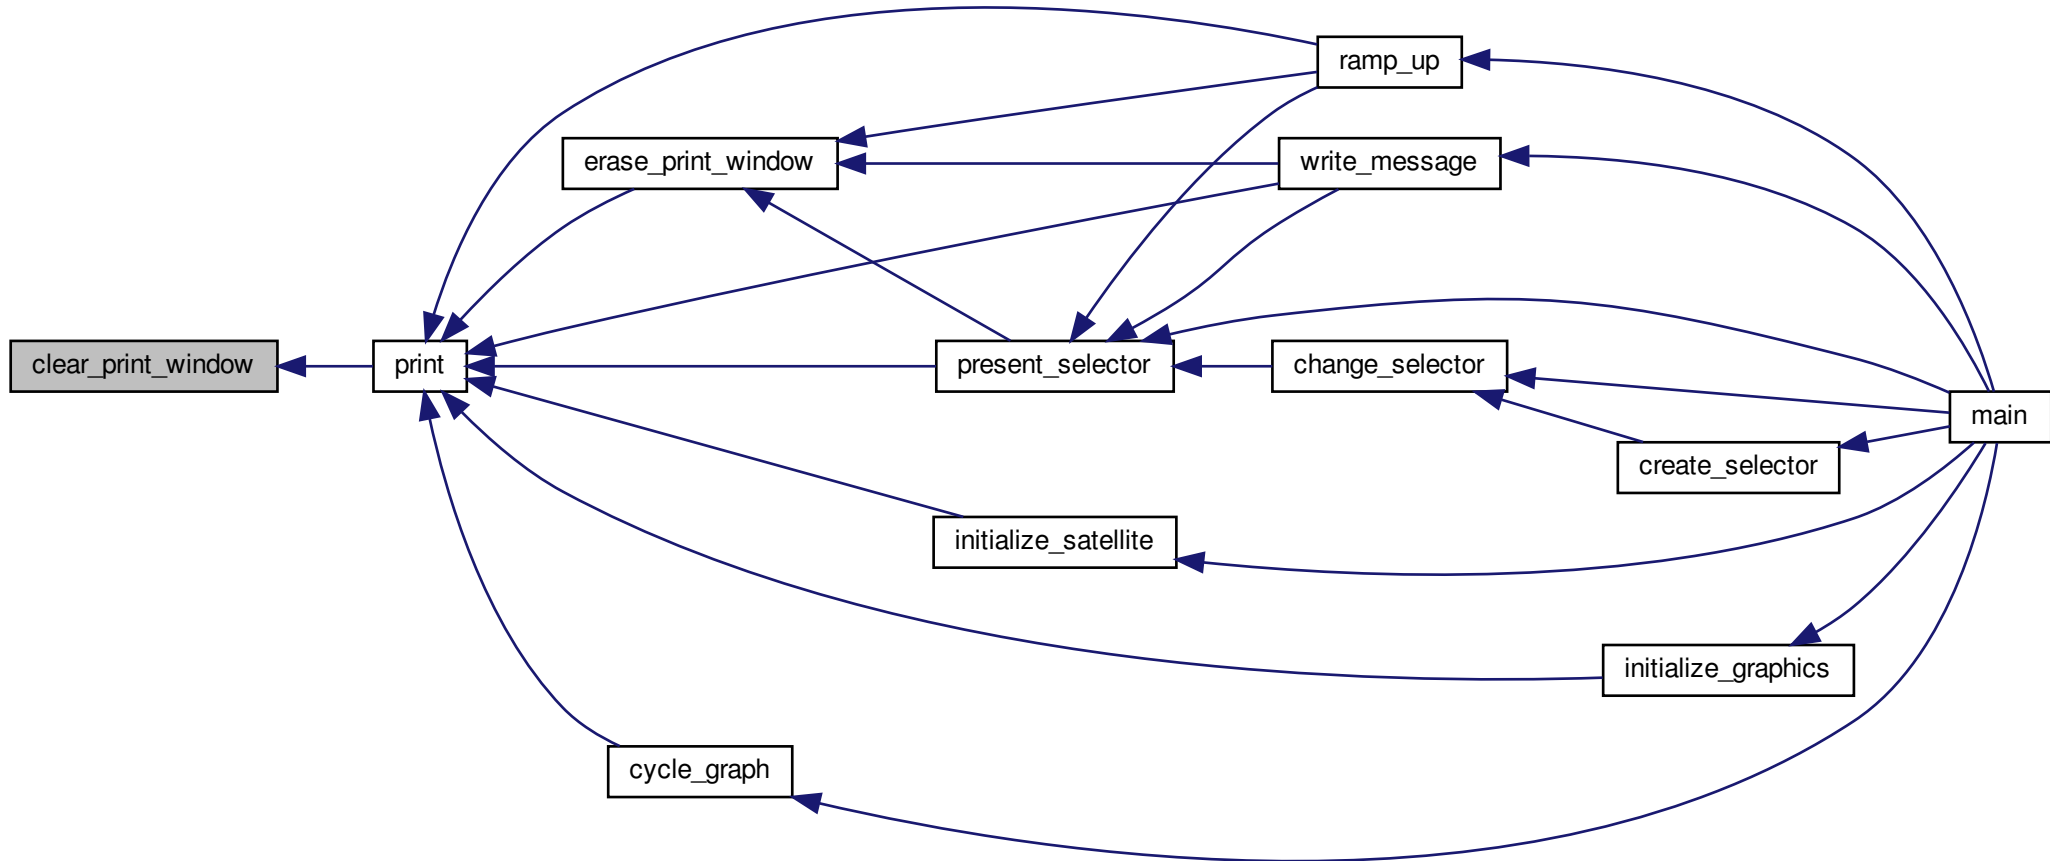 ramp_up
erase_print_window
write_message
clear_print_window
print
present_selector
change_selector
main
create_selector
initialize_satellite
initialize_graphics
cycle_graph